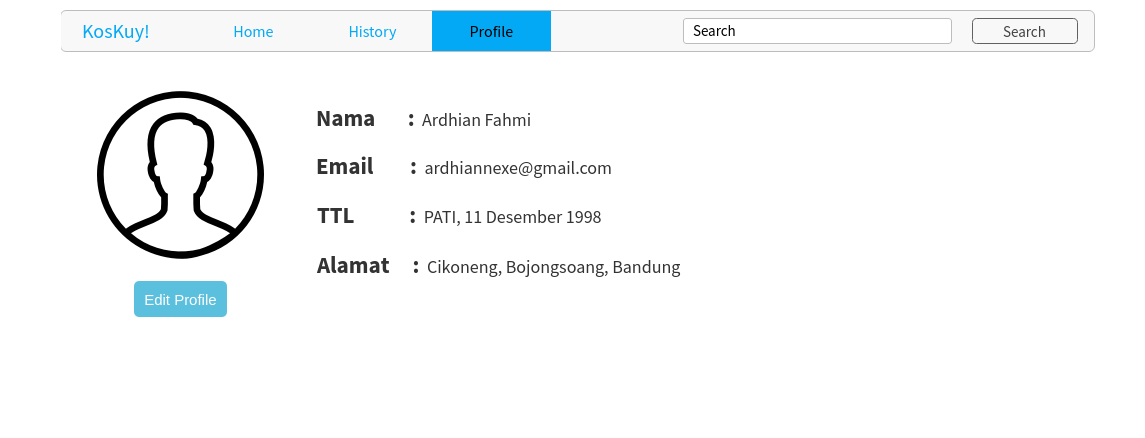 KosKuy! Home History Profile Search Search
Nama : Ardhian Fahmi
Email : ardhiannexe@gmail.com
TTL : PATI, 11 Desember 1998
Alamat : Cikoneng, Bojongsoang, Bandung
Edit Profile